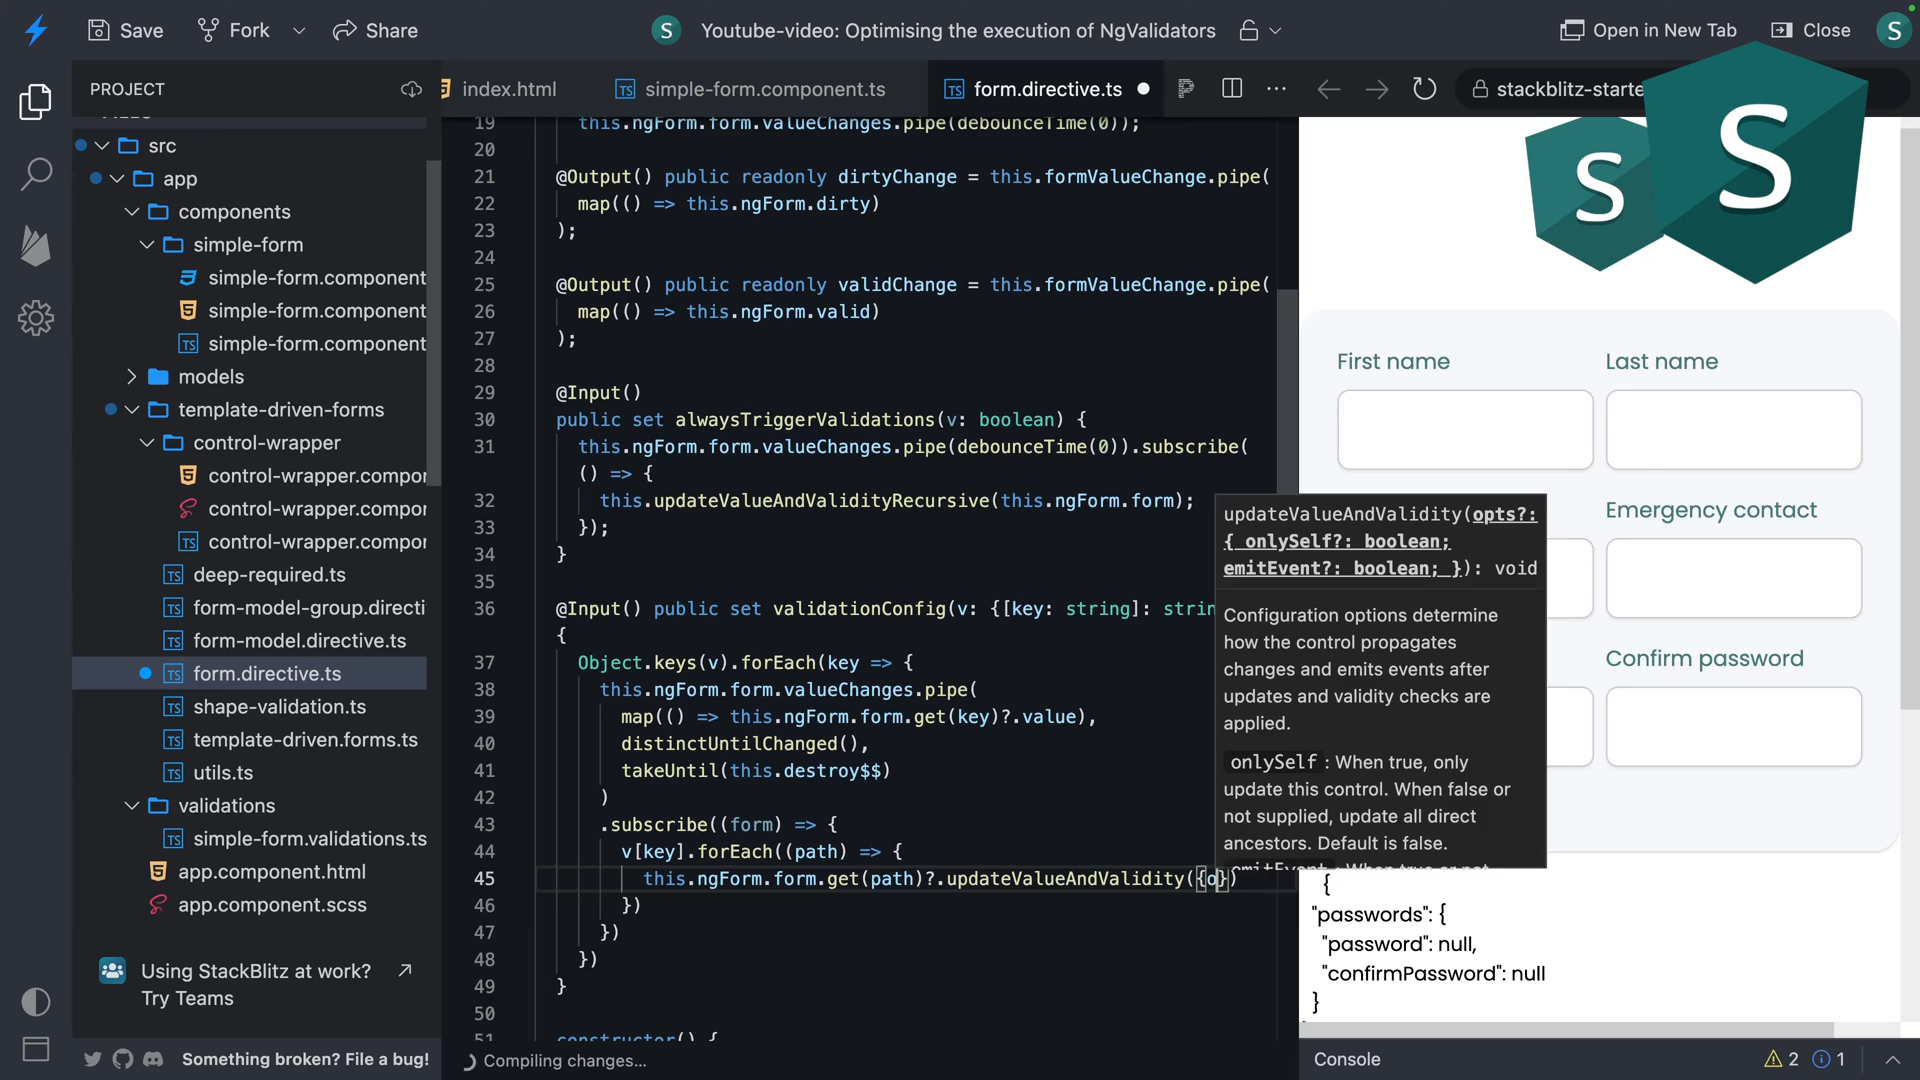 Save
Fork
Share
S
Youtube-video: Optimising the execution of NgValidators
Open in New Tab
Close
S
PROJECT
index.html
simple-form.component.ts
form.directive.ts
stackblitz-starte
S
S
src
app
components
simple-form
simple-form.component
simple-form.component
simple-form.component
models
template-driven-forms
control-wrapper
control-wrapper.compor
control-wrapper.compor
control-wrapper.compor
deep-required.ts
form-model-group.directi
form-model.directive.ts
form.directive.ts
shape-validation.ts
template-driven.forms.ts
utils.ts
validations
simple-form.validations.ts
app.component.html
app.component.scss
Using StackBlitz at work?
Try Teams
Something broken? File a bug!
19 this.ngForm.form.valueChanges.pipe(debounceTime(0));
20
21 @Output() public readonly dirtyChange = this.formValueChange.pipe(
22 map(() => this.ngForm.dirty)
23 );
24
25 @Output() public readonly validChange = this.formValueChange.pipe(
26 map(() => this.ngForm.valid)
27 );
28
29 @Input()
30 public set alwaysTriggerValidations(v: boolean) {
31 this.ngForm.form.valueChanges.pipe(debounceTime(0)).subscribe(
() => {
32 this.updateValueAndValidityRecursive(this.ngForm.form);
33 });
34 }
35
36 @Input() public set validationConfig(v: {[key: string]: strin
{
37 Object.keys(v).forEach(key => {
38 this.ngForm.form.valueChanges.pipe(
39 map(() => this.ngForm.form.get(key)?.value),
40 distinctUntilChanged(),
41 takeUntil(this.destroy$$)
42 )
43 .subscribe((form) => {
44 v[key].forEach((path) => {
45 this.ngForm.form.get(path)?.updateValueAndValidity({o})
46 })
47 })
48 })
49 }
50
51 constructor() {
Compiling changes...
updateValueAndValidity(opts?:
{ onlySelf?: boolean;
emitEvent?: boolean; }): void
Configuration options determine
how the control propagates
changes and emits events after
updates and validity checks are
applied.
onlySelf : When true, only
update this control. When false or
not supplied, update all direct
ancestors. Default is false.
emitEvent : When true or not
First name
Last name
Emergency contact
Confirm password
{
"passwords": {
"password": null,
"confirmPassword": null
}
Console
2
1